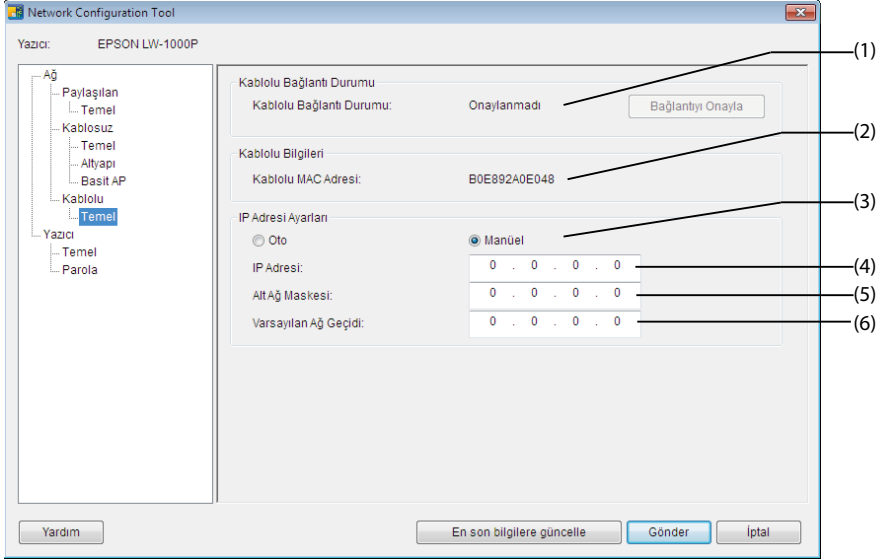 Network Configuration Tool
Yazıcı: EPSON LW-1000P
Ağ
Paylaşılan
Temel
Kablosuz
Temel
Altyapı
Basit AP
Kablolu
Temel
Yazıcı
Temel
Parola
Kablolu Bağlantı Durumu
Kablolu Bağlantı Durumu: Onaylanmadı Bağlantıyı Onayla
(1)
Kablolu Bilgileri
(2)
Kablolu MAC Adresi: B0E892A0E048
IP Adresi Ayarları
(3)
Oto Manüel
IP Adresi: 0 . 0 . 0 . 0 (4)
Alt Ağ Maskesi: 0 . 0 . 0 . 0 (5)
Varsayılan Ağ Geçidi: 0 . 0 . 0 . 0 (6)
Yardım En son bilgilere güncelle Gönder İptal